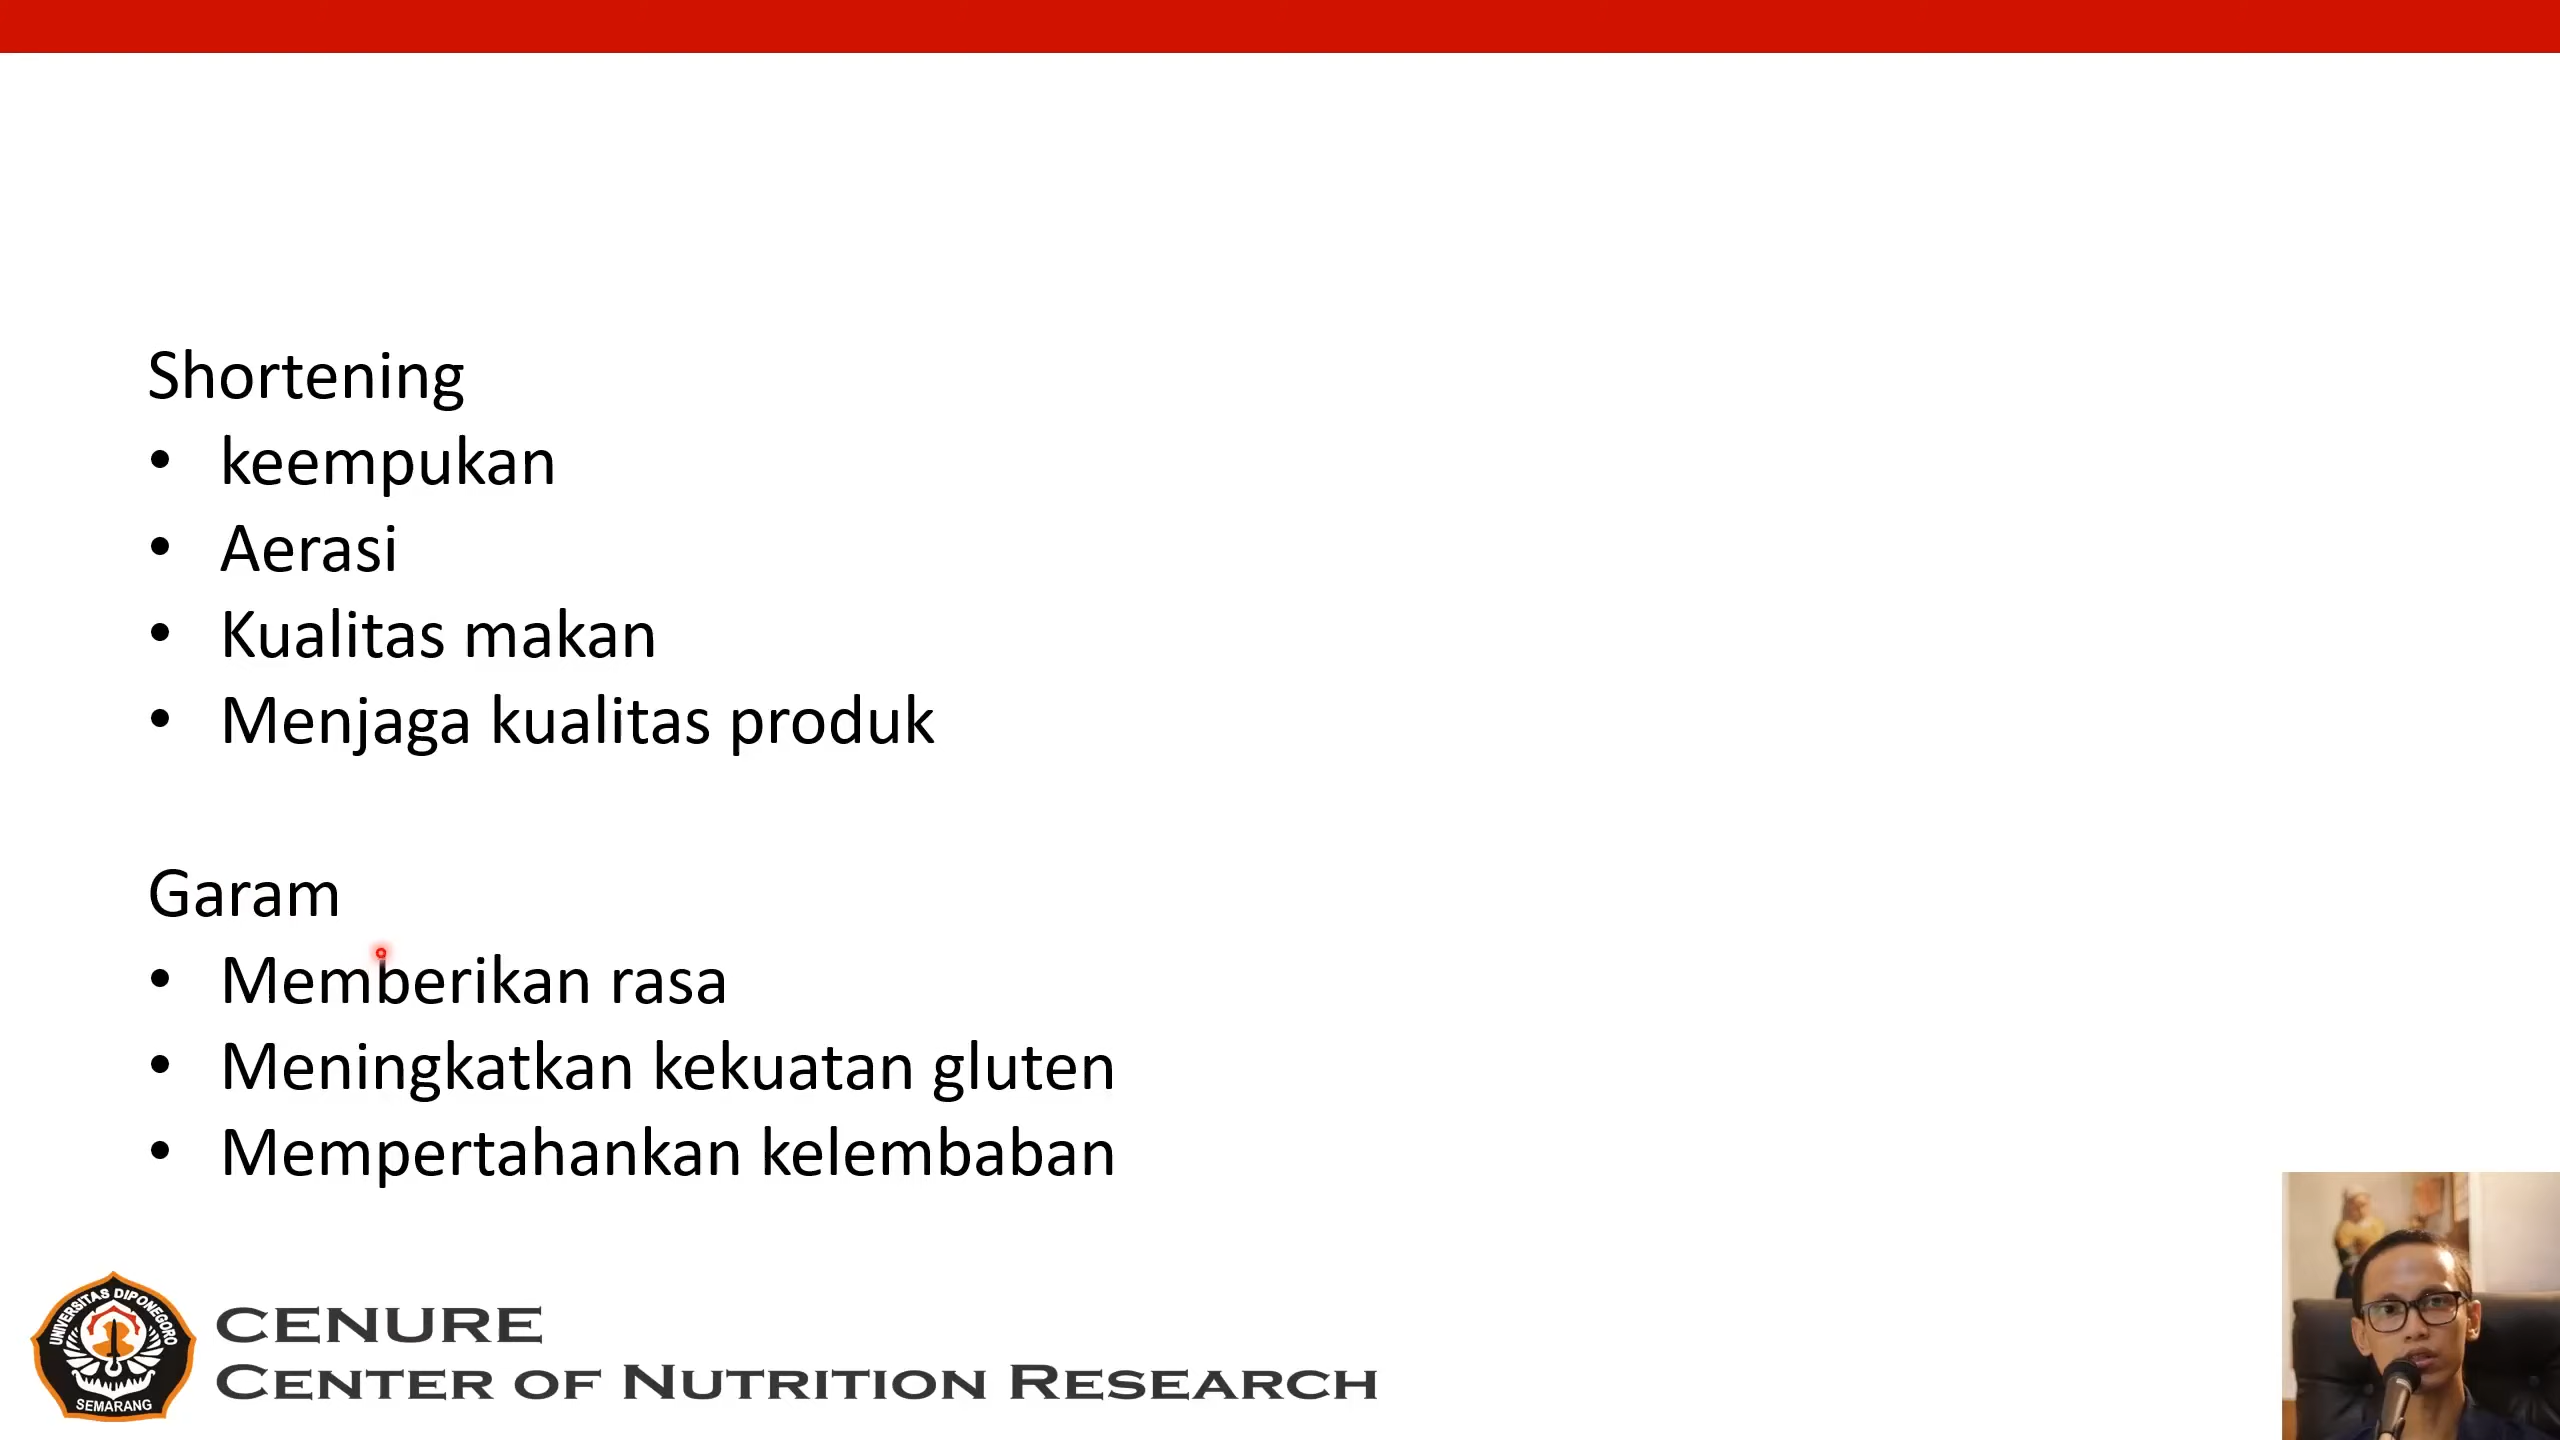 Shortening
• keempukan
• Aerasi
• Kualitas makan
• Menjaga kualitas produk
Garam
• Memberikan rasa
• Meningkatkan kekuatan gluten
• Mempertahankan kelembaban
UNIVERSITAS DIPONEGORO
SEMARANG
CENURE
CENTER OF NUTRITION RESEARCH